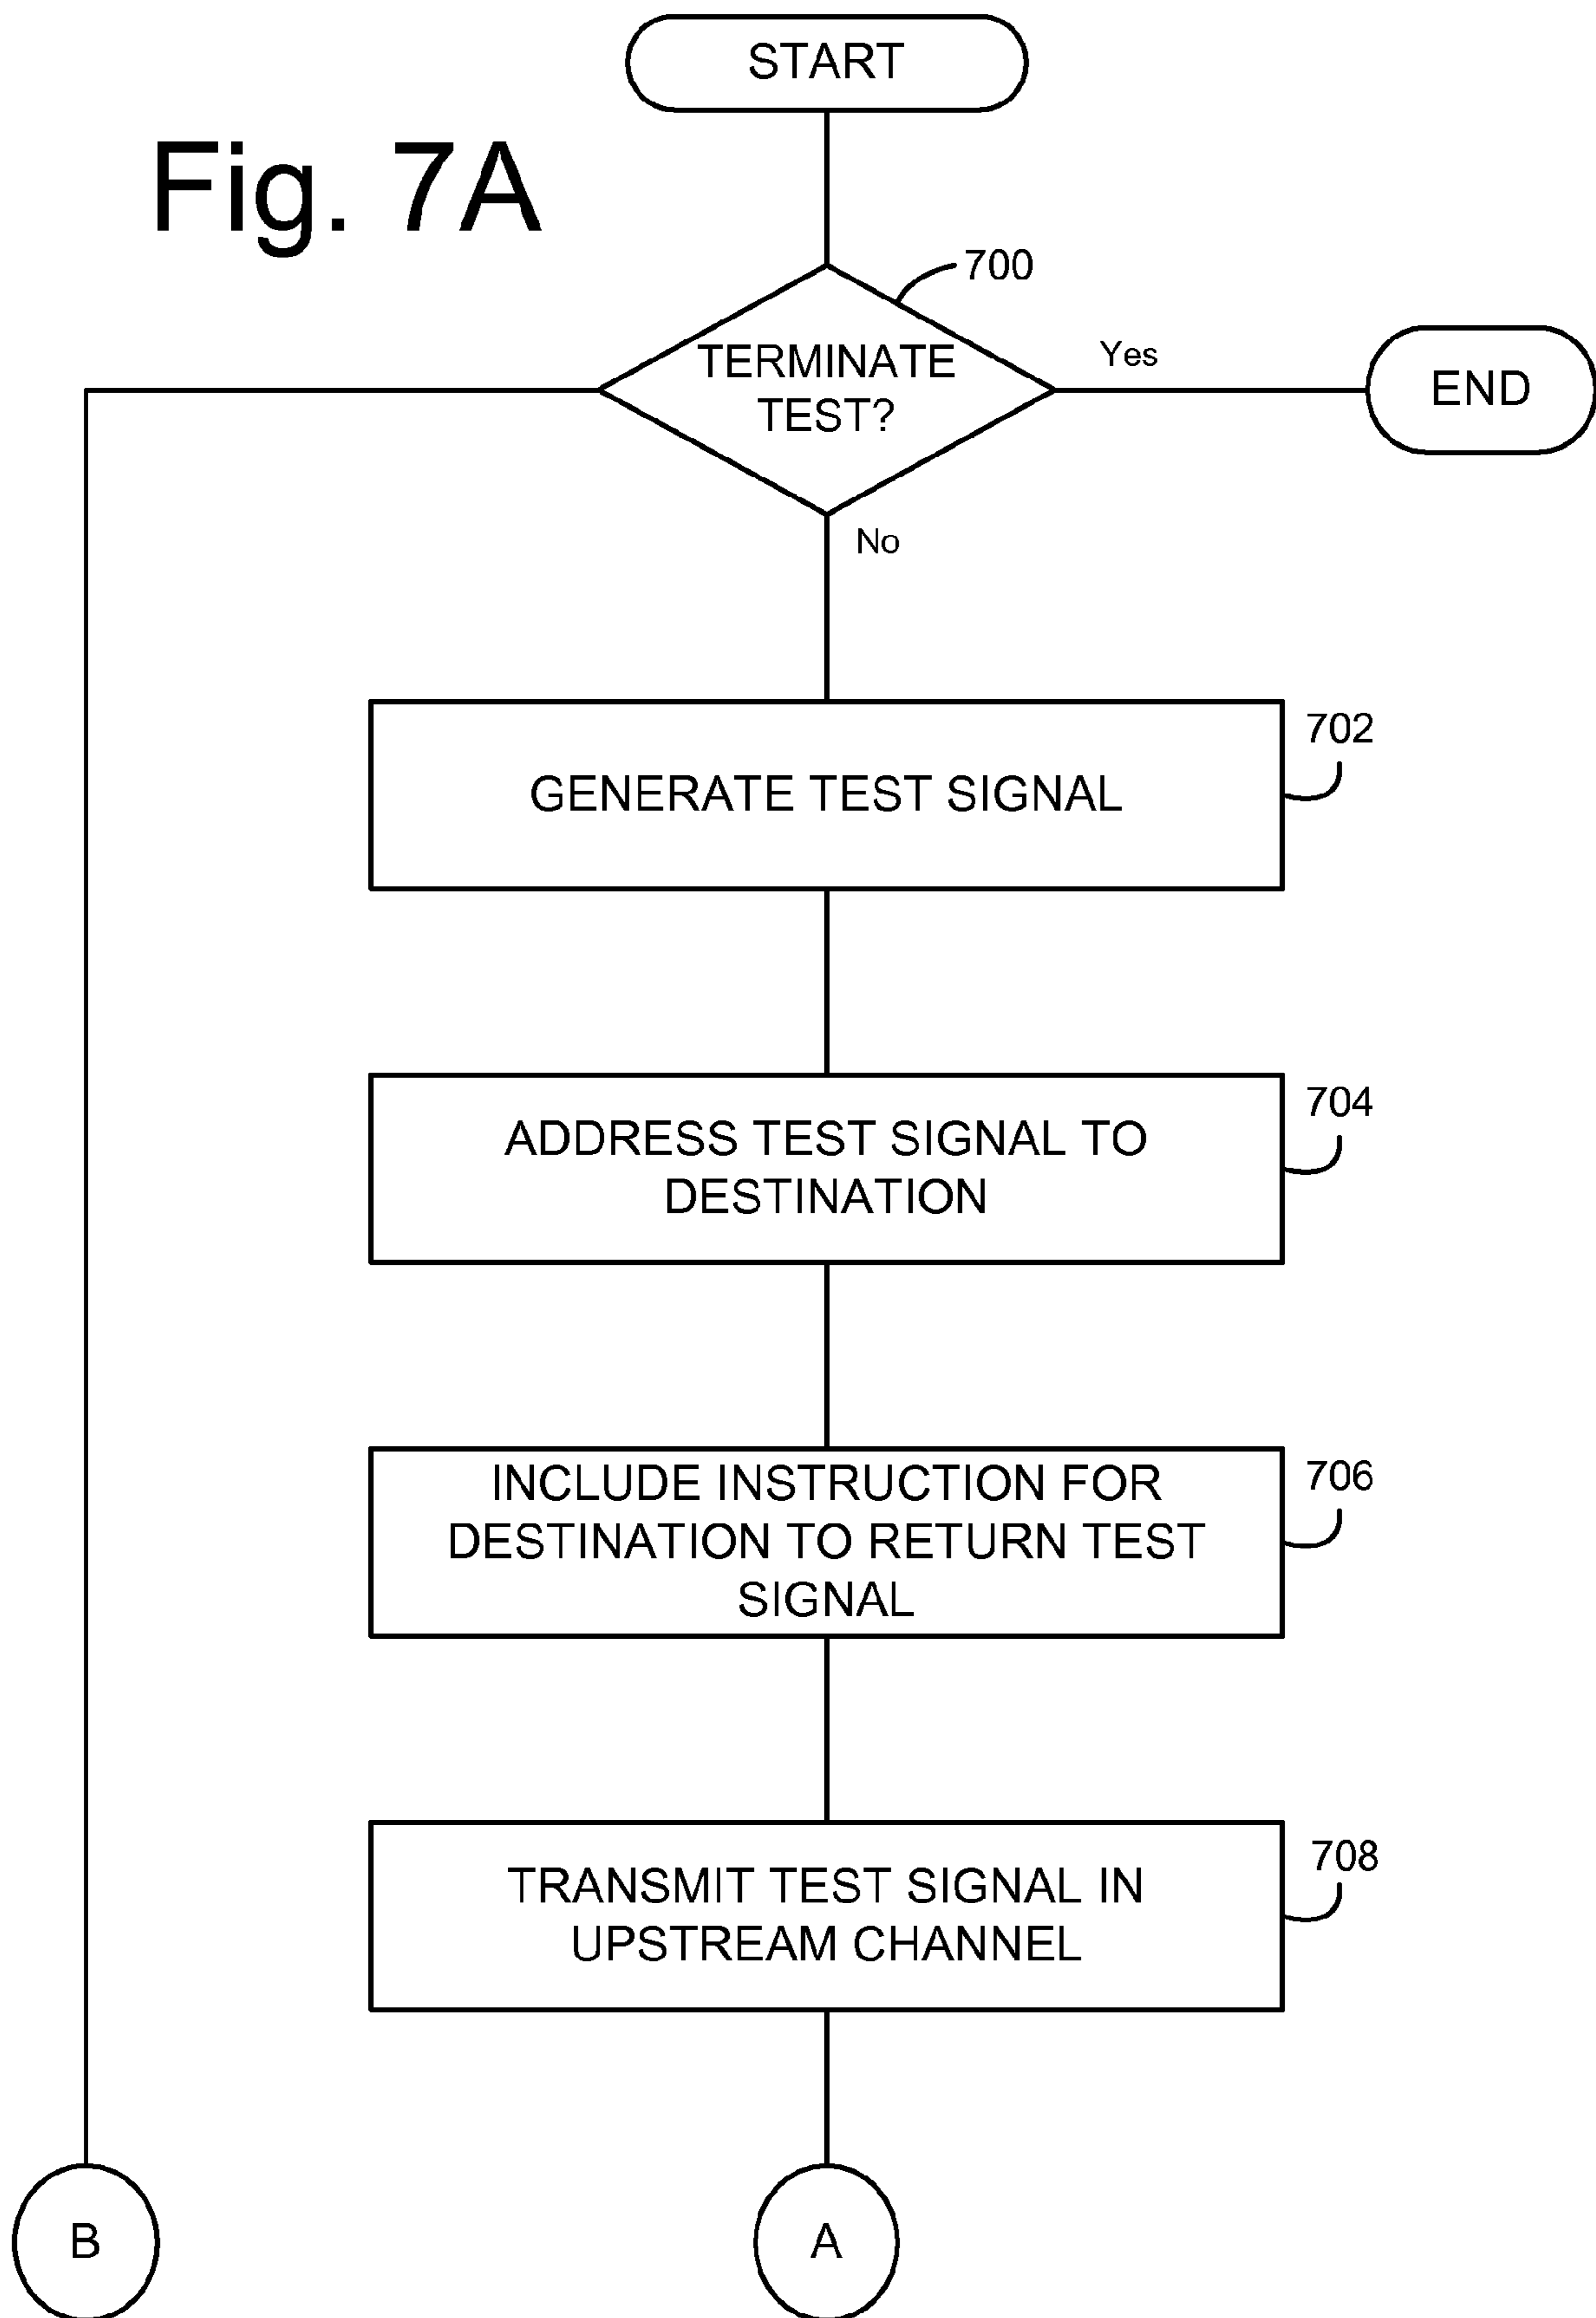 START
Fig. 7A
700
TERMINATE
TEST?
Yes
END
No
702
GENERATE TEST SIGNAL
704
ADDRESS TEST SIGNAL TO
DESTINATION
706
INCLUDE INSTRUCTION FOR
DESTINATION TO RETURN TEST
SIGNAL
708
TRANSMIT TEST SIGNAL IN
UPSTREAM CHANNEL
B
A